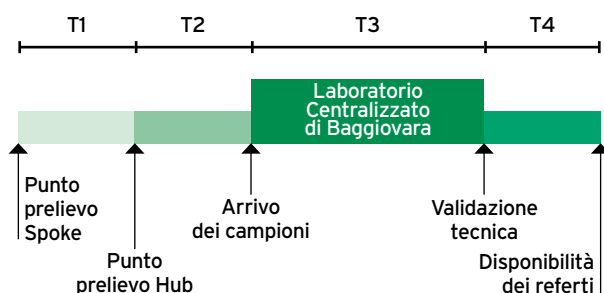 T1 T2 T3 T4
Laboratorio
Centralizzato
di Baggiovara
Punto
prelievo
Spoke
Punto
prelievo Hub
Arrivo
dei campioni
Validazione
tecnica
Disponibilità
dei referti